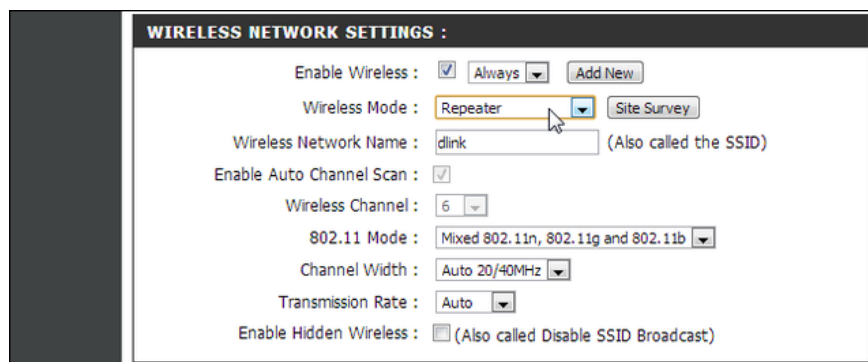 WIRELESS NETWORK SETTINGS :
Enable Wireless : Always Add New
Wireless Mode : Repeater Site Survey
Wireless Network Name : dlink (Also called the SSID)
Enable Auto Channel Scan :
Wireless Channel : 6
802.11 Mode : Mixed 802.11n, 802.11g and 802.11b
Channel Width : Auto 20/40MHz
Transmission Rate : Auto
Enable Hidden Wireless : (Also called Disable SSID Broadcast)